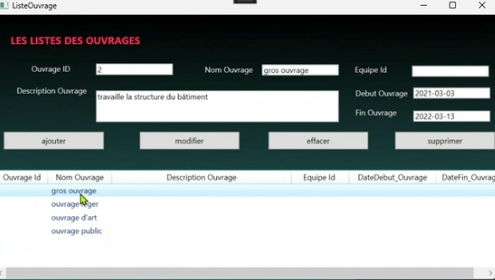 ListeOuvrage
LES LISTES DES OUVRAGES
Ouvrage ID 2 Nom Ouvrage gros ouvrage Equipe Id
Description Ouvrage travaille la structure du bâtiment Debut Ouvrage 2021-03-03
Fin Ouvrage 2022-03-13
ajouter modifier effacer supprimer
Ouvrage Id Nom Ouvrage Description Ouvrage Equipe Id DateDebut_Ouvrage DateFin_Ouvrag
gros ouvrage
ouvrage léger
ouvrage d'art
ouvrage public